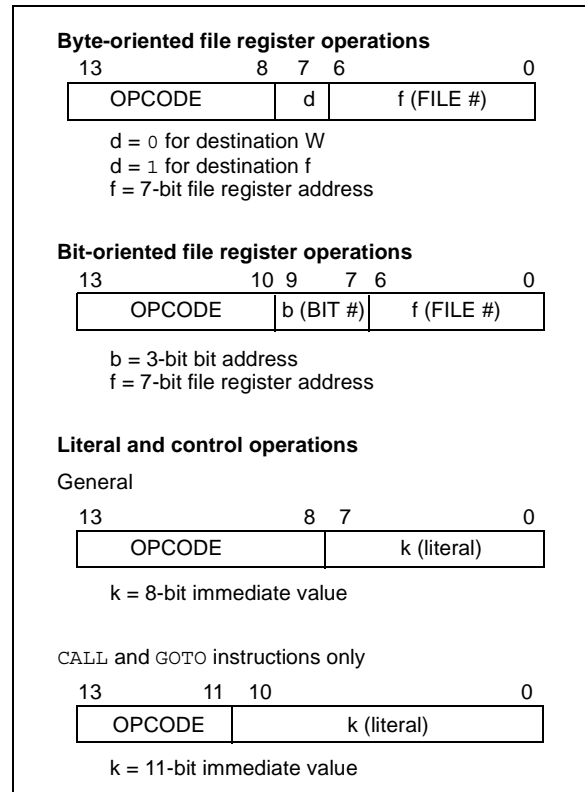 Byte-oriented file register operations
13 8 7 6 0
OPCODE d f (FILE #)
d = 0 for destination W
d = 1 for destination f
f = 7-bit file register address
Bit-oriented file register operations
13 10 9 7 6 0
OPCODE b (BIT #) f (FILE #)
b = 3-bit bit address
f = 7-bit file register address
Literal and control operations
General
13 8 7 0
OPCODE k (literal)
k = 8-bit immediate value
CALL and GOTO instructions only
13 11 10 0
OPCODE k (literal)
k = 11-bit immediate value